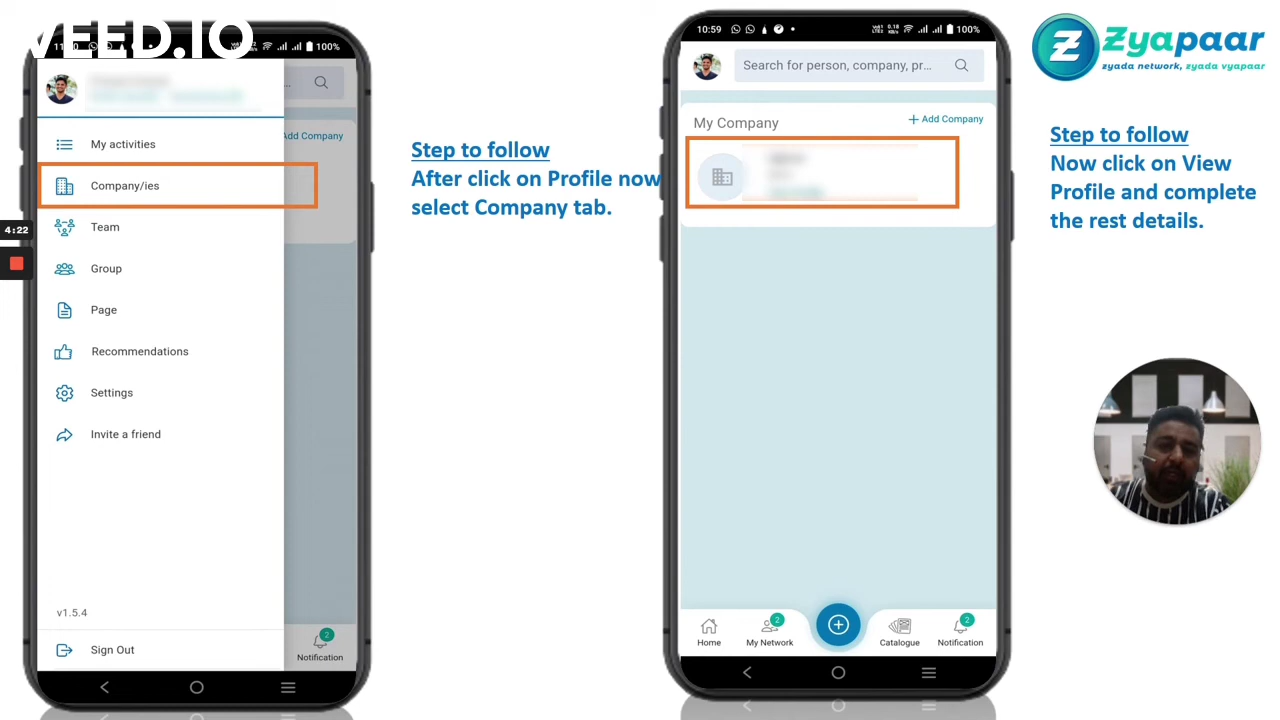 VEED.IO
100%
Add Company
My activities
Company/ies
Team
Group
Page
Recommendations
Settings
Invite a friend
v1.5.4
Sign Out
2
Notification
4:22
Step to follow
After click on Profile now
select Company tab.
10:59
100%
Search for person, company, pr...
My Company
+ Add Company
Home
2
My Network
Catalogue
2
Notification
Zyapaar
zyada network, zyada vyapaar
Step to follow
Now click on View
Profile and complete
the rest details.